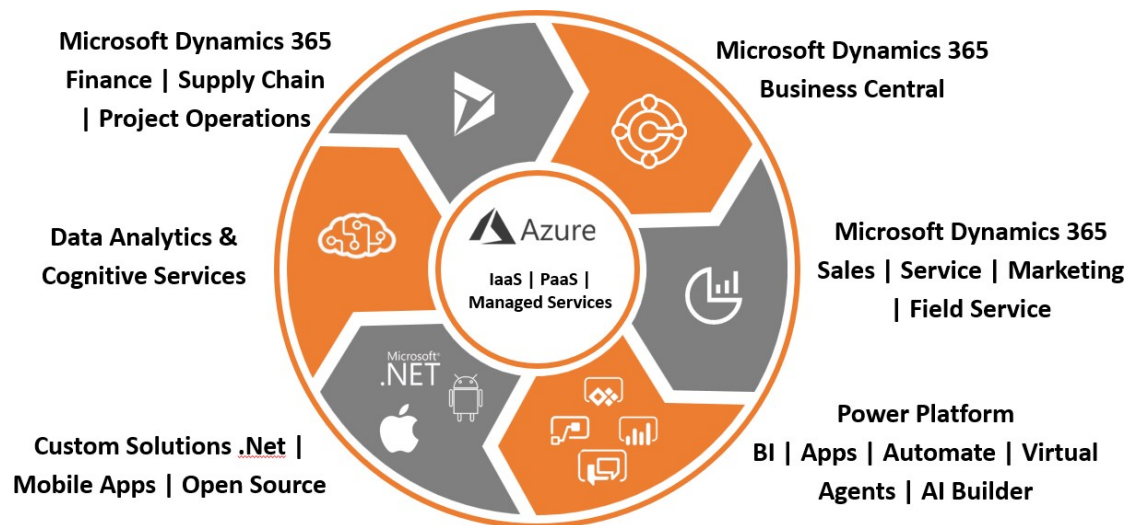 Microsoft Dynamics 365
Finance | Supply Chain
| Project Operations
Microsoft Dynamics 365
Business Central
Data Analytics &
Cognitive Services
Azure
IaaS | PaaS |
Managed Services
Microsoft Dynamics 365
Sales | Service | Marketing
| Field Service
Microsoft®
.NET
Custom Solutions .Net |
Mobile Apps | Open Source
Power Platform
BI | Apps | Automate | Virtual
Agents | AI Builder